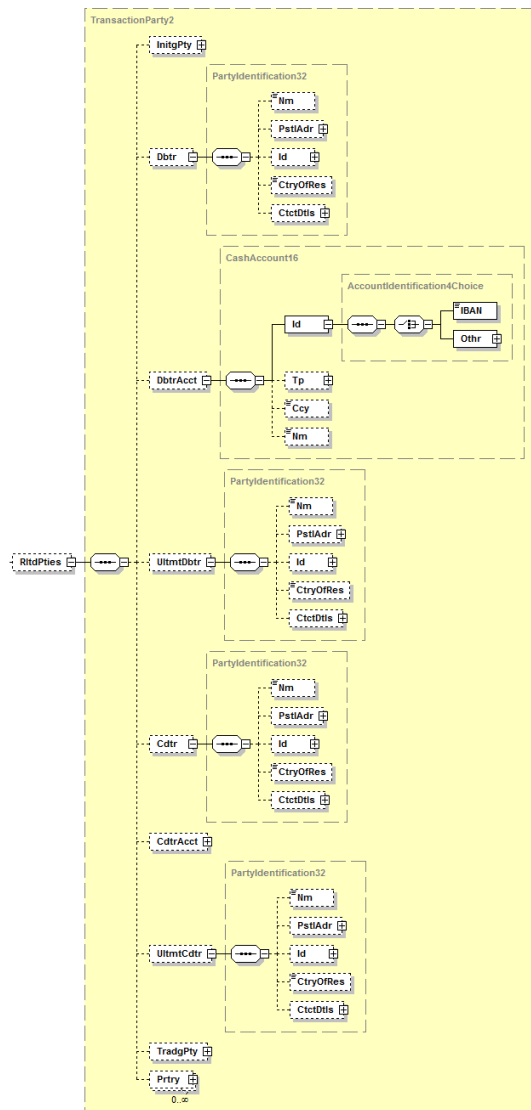 TransactionParty2
InitgPty
PartyIdentification32
Nm
PstlAdr
Dbtr
Id
CtryOfRes
CtctDtls
CashAccount16
AccountIdentification4Choice
IBAN
Id
Othr
DbtrAcct
Tp
Ccy
Nm
PartyIdentification32
Nm
PstlAdr
RltdPties
UltmtDbtr
Id
CtryOfRes
CtctDtls
PartyIdentification32
Nm
PstlAdr
Cdtr
Id
CtryOfRes
CtctDtls
CdtrAcct
PartyIdentification32
Nm
PstlAdr
UltmtCdtr
Id
CtryOfRes
CtctDtls
TradgPty
Prtry
0..∞